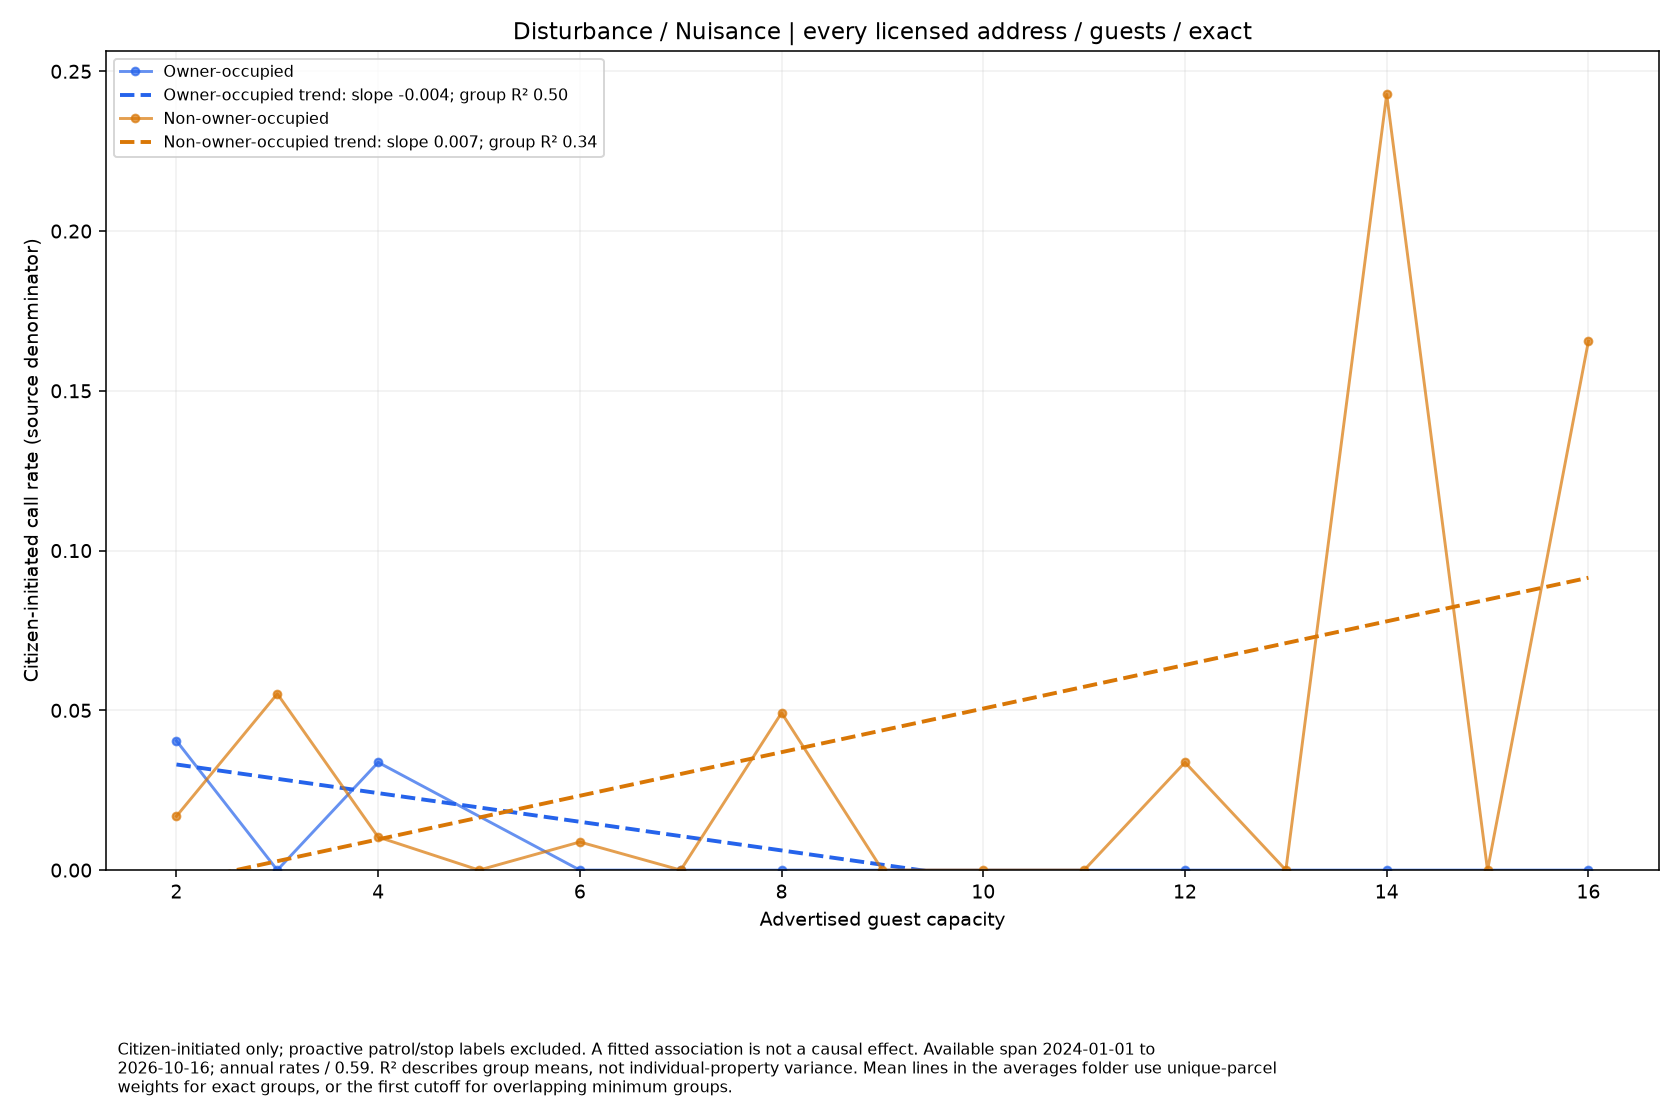 Disturbance / Nuisance | every licensed address / guests / exact
Owner-occupied
Owner-occupied trend: slope -0.004; group R² 0.50
Non-owner-occupied
Non-owner-occupied trend: slope 0.007; group R² 0.34
Citizen-initiated call rate (source denominator)
0.25
0.20
0.15
0.10
0.05
0.00
2 4 6 8 10 12 14 16
Advertised guest capacity
Citizen-initiated only; proactive patrol/stop labels excluded. A fitted association is not a causal effect. Available span 2024-01-01 to
2026-10-16; annual rates / 0.59. R² describes group means, not individual-property variance. Mean lines in the averages folder use unique-parcel
weights for exact groups, or the first cutoff for overlapping minimum groups.